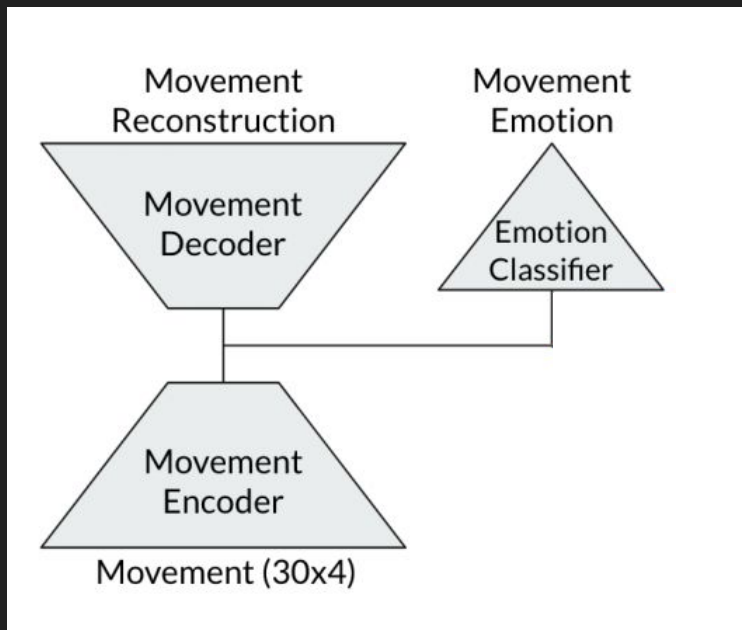 Movement
Reconstruction
Movement
Emotion
Movement
Decoder
Emotion
Classifier
Movement
Encoder
Movement (30x4)